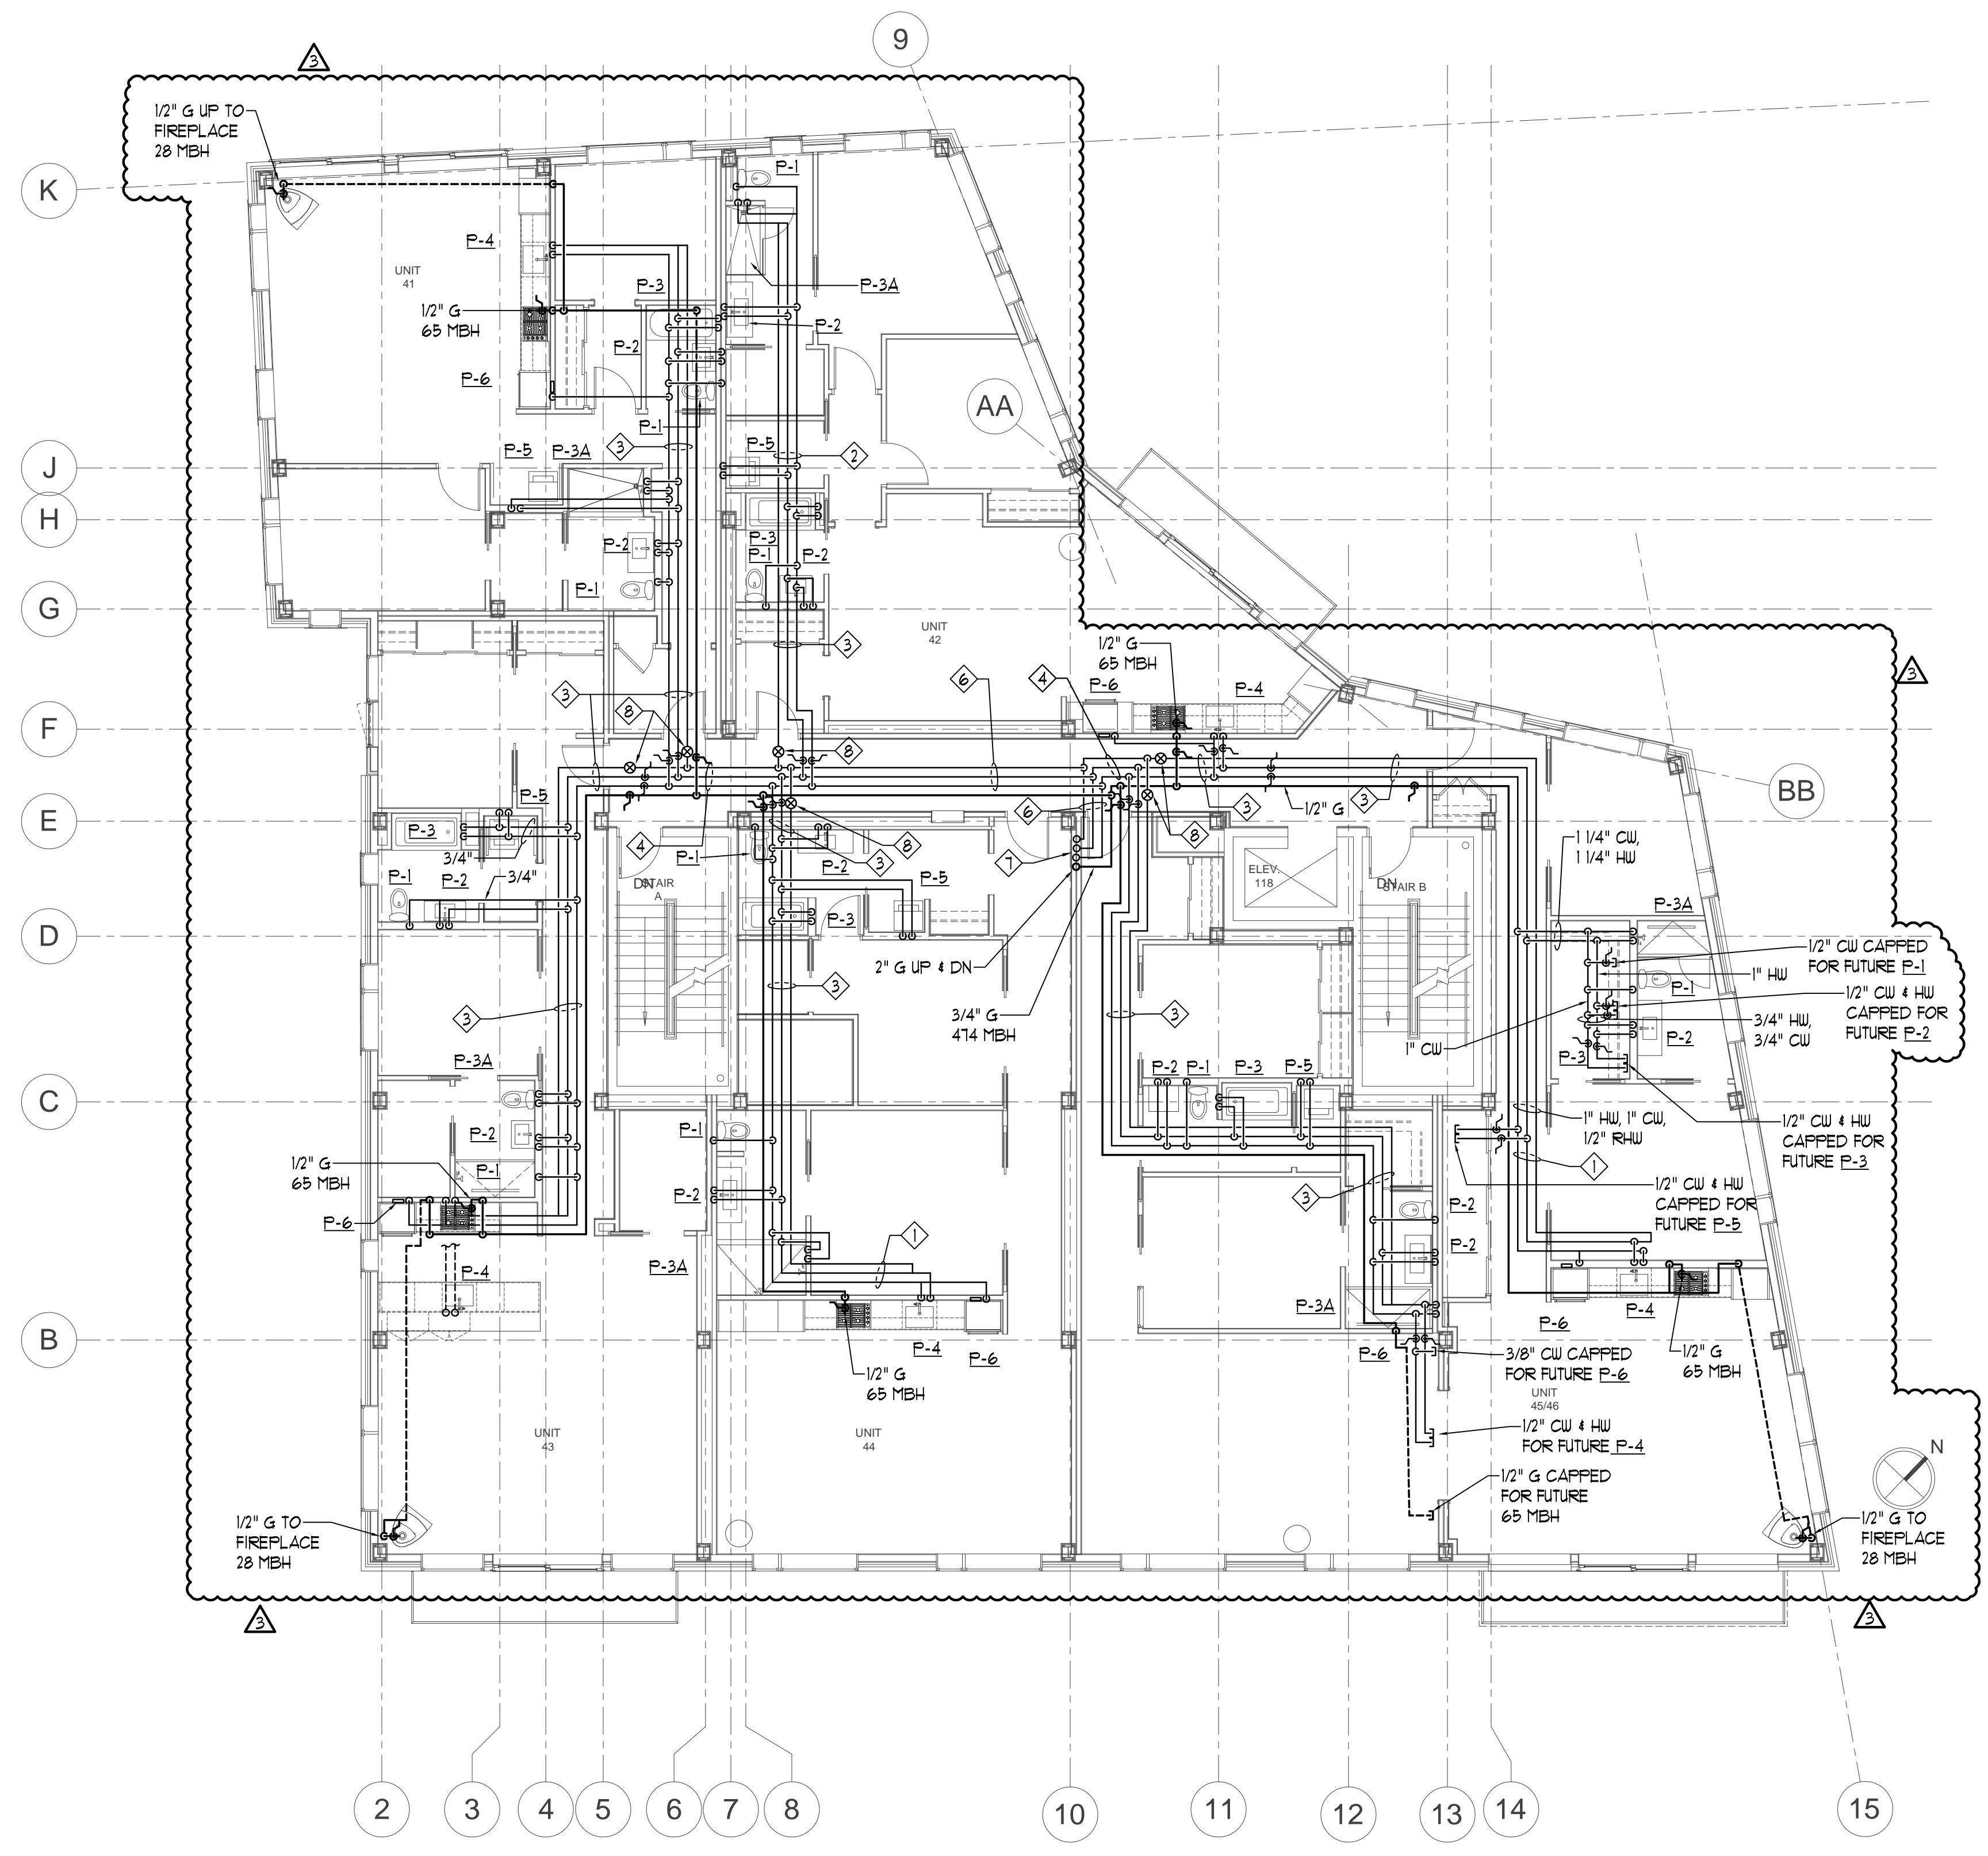 9
3
1/2" G UP TO
FIREPLACE
28 MBH
K
P-1
P-4
UNIT
41
P-3
P-3A
1/2" G
65 MBH
P-2
P-2
P-6
AA
P-1
3
P-5
P-3A
P-5
2
J
H
P-2
P-3
P-1
P-2
P-1
G
UNIT
42
3
1/2" G
65 MBH
3
6
4
P-6
P-4
3
8
F
8
BB
P-5
6
3
1/2" G
3
E
P-3
8
8
3/4"
4
P-1
P-2
3
7
1 1/4" CW,
1 1/4" HW
P-1
P-2
3/4"
DN
STAIR
A
P-5
ELEV.
118
DN
STAIR B
P-3
P-3A
D
2" G UP & DN
1/2" CW CAPPED
FOR FUTURE P-1
1" HW
P-1
3
3
3/4" G
474 MBH
3
1/2" CW & HW
CAPPED FOR
FUTURE P-2
3/4" HW,
3/4" CW
P-2
1" CW
P-3
P-3A
P-2
P-1
P-3
P-5
C
P-2
P-1
1" HW, 1" CW,
1/2" RHW
1/2" CW & HW
CAPPED FOR
FUTURE P-3
1/2" G
65 MBH
P-1
P-2
1
3
1/2" CW & HW
CAPPED FOR
FUTURE P-5
P-6
P-2
1
P-2
P-4
P-3A
P-3A
P-4
P-6
B
P-4
P-6
P-6
3/8" CW CAPPED
FOR FUTURE P-6
1/2" G
65 MBH
1/2" G
65 MBH
UNIT
45/46
UNIT
43
UNIT
44
1/2" CW & HW
FOR FUTURE P-4
N
1/2" G CAPPED
FOR FUTURE
65 MBH
1/2" G TO
FIREPLACE
28 MBH
1/2" G TO
FIREPLACE
28 MBH
3
3
2
3
4
5
6
7
8
10
11
12
13
14
15